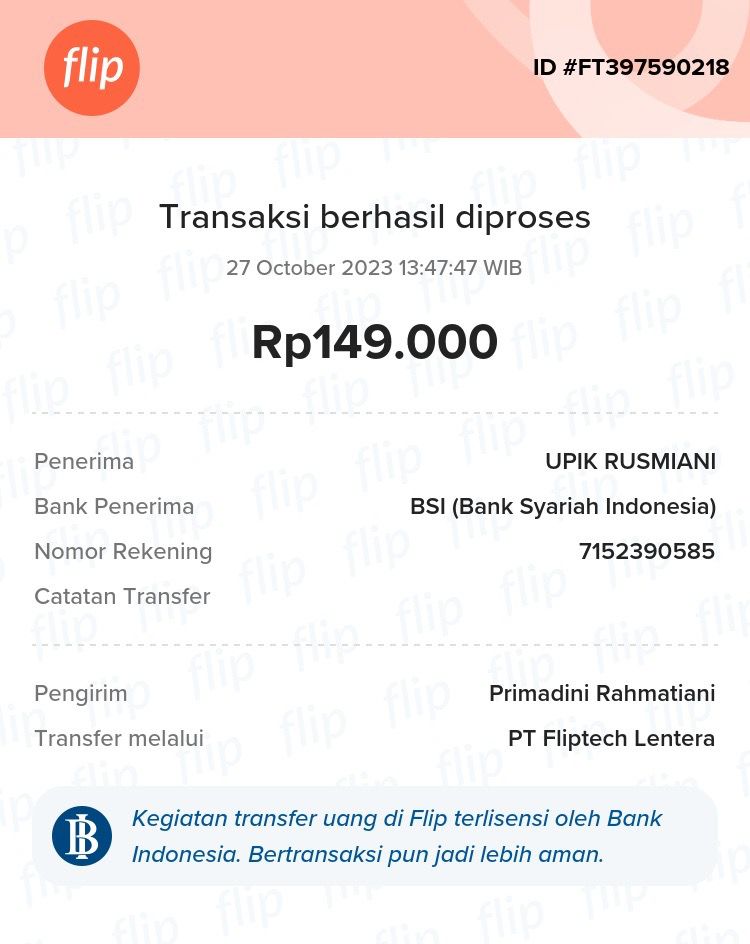 flip
ID #FT397590218
Transaksi berhasil diproses
27 October 2023 13:47:47 WIB
Rp149.000
Penerima UPIK RUSMIANI
Bank Penerima BSI (Bank Syariah Indonesia)
Nomor Rekening 7152390585
Catatan Transfer
Pengirim Primadini Rahmatiani
Transfer melalui PT Fliptech Lentera
Kegiatan transfer uang di Flip terlisensi oleh Bank
Indonesia. Bertransaksi pun jadi lebih aman.